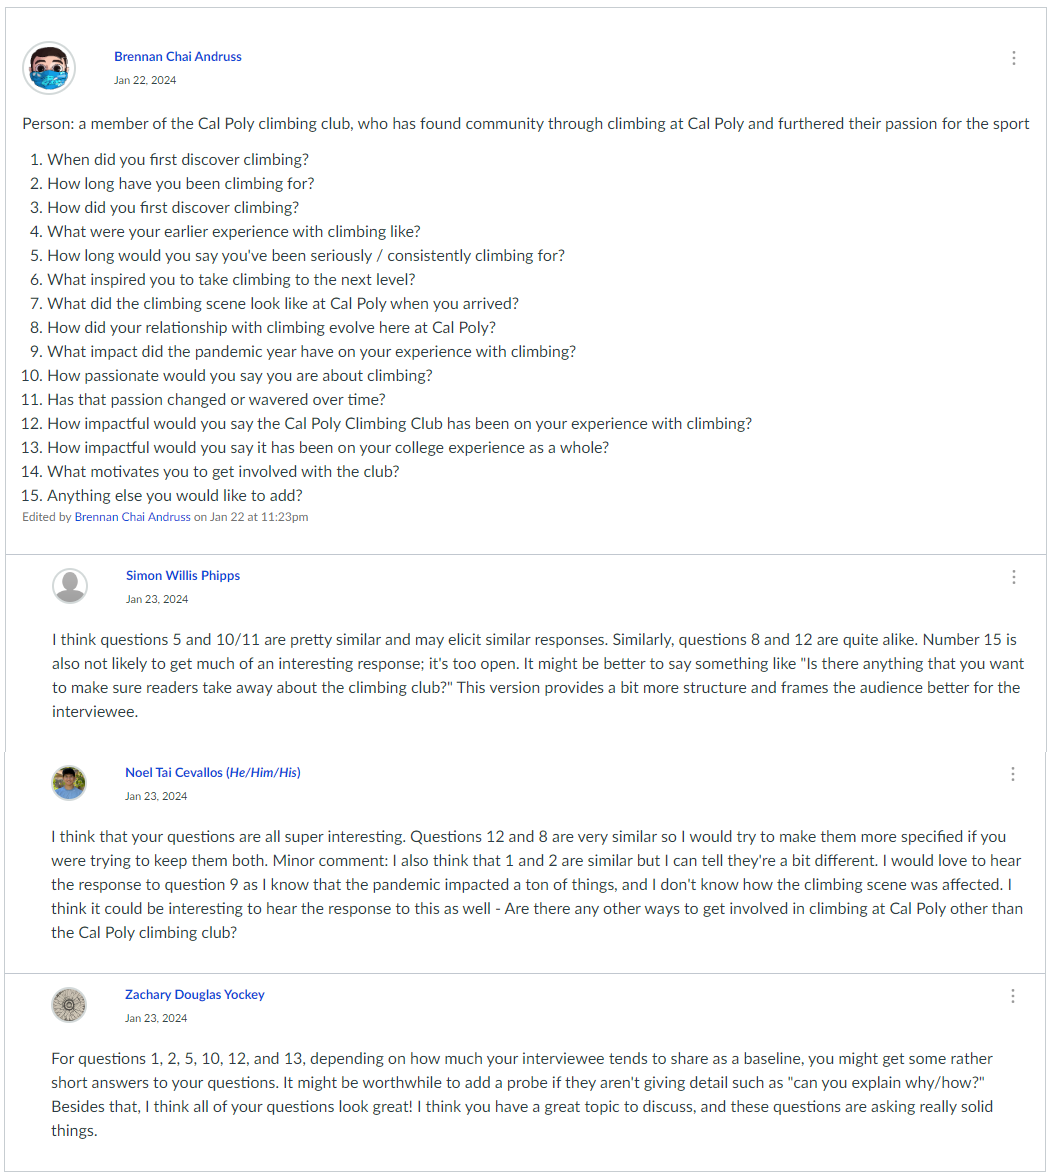 Brennan Chai Andruss
Jan 22, 2024
Person: a member of the Cal Poly climbing club, who has found community through climbing at Cal Poly and furthered their passion for the sport
1. When did you first discover climbing?
2. How long have you been climbing for?
3. How did you first discover climbing?
4. What were your earlier experience with climbing like?
5. How long would you say you've been seriously / consistently climbing for?
6. What inspired you to take climbing to the next level?
7. What did the climbing scene look like at Cal Poly when you arrived?
8. How did your relationship with climbing evolve here at Cal Poly?
9. What impact did the pandemic year have on your experience with climbing?
10. How passionate would you say you are about climbing?
11. Has that passion changed or wavered over time?
12. How impactful would you say the Cal Poly Climbing Club has been on your experience with climbing?
13. How impactful would you say it has been on your college experience as a whole?
14. What motivates you to get involved with the club?
15. Anything else you would like to add?
Edited by Brennan Chai Andruss on Jan 22 at 11:23pm
Simon Willis Phipps
Jan 23, 2024
I think questions 5 and 10/11 are pretty similar and may elicit similar responses. Similarly, questions 8 and 12 are quite alike. Number 15 is
also not likely to get much of an interesting response; it's too open. It might be better to say something like "Is there anything that you want
to make sure readers take away about the climbing club?" This version provides a bit more structure and frames the audience better for the
interviewee.
Noel Tai Cevallos (He/Him/His)
Jan 23, 2024
I think that your questions are all super interesting. Questions 12 and 8 are very similar so I would try to make them more specified if you
were trying to keep them both. Minor comment: I also think that 1 and 2 are similar but I can tell they're a bit different. I would love to hear
the response to question 9 as I know that the pandemic impacted a ton of things, and I don't know how the climbing scene was affected. I
think it could be interesting to hear the response to this as well - Are there any other ways to get involved in climbing at Cal Poly other than
the Cal Poly climbing club?
Zachary Douglas Yockey
Jan 23, 2024
For questions 1, 2, 5, 10, 12, and 13, depending on how much your interviewee tends to share as a baseline, you might get some rather
short answers to your questions. It might be worthwhile to add a probe if they aren't giving detail such as "can you explain why/how?"
Besides that, I think all of your questions look great! I think you have a great topic to discuss, and these questions are asking really solid
things.